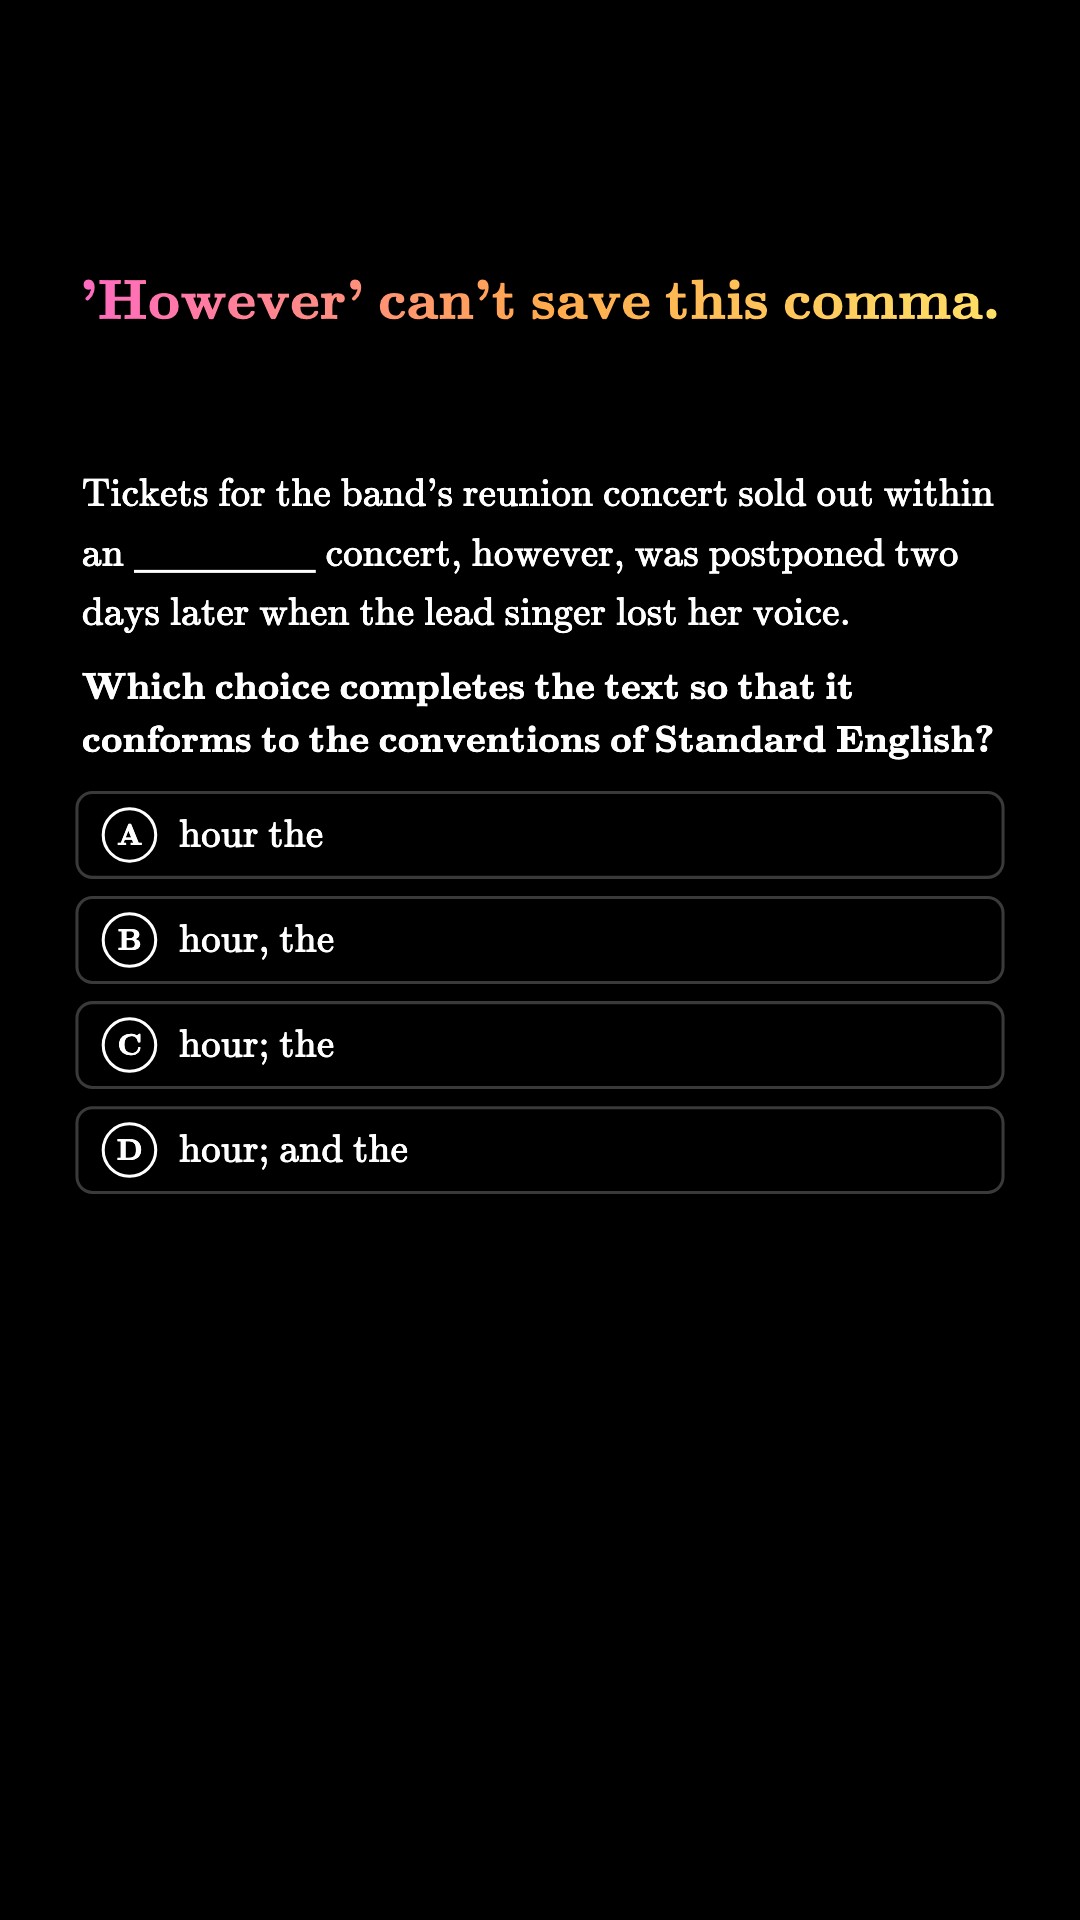 ’However’ can’t save this comma.
Tickets for the band’s reunion concert sold out within
an _________ concert, however, was postponed two
days later when the lead singer lost her voice.
Which choice completes the text so that it
conforms to the conventions of Standard English?
A hour the
B hour, the
C hour; the
D hour; and the